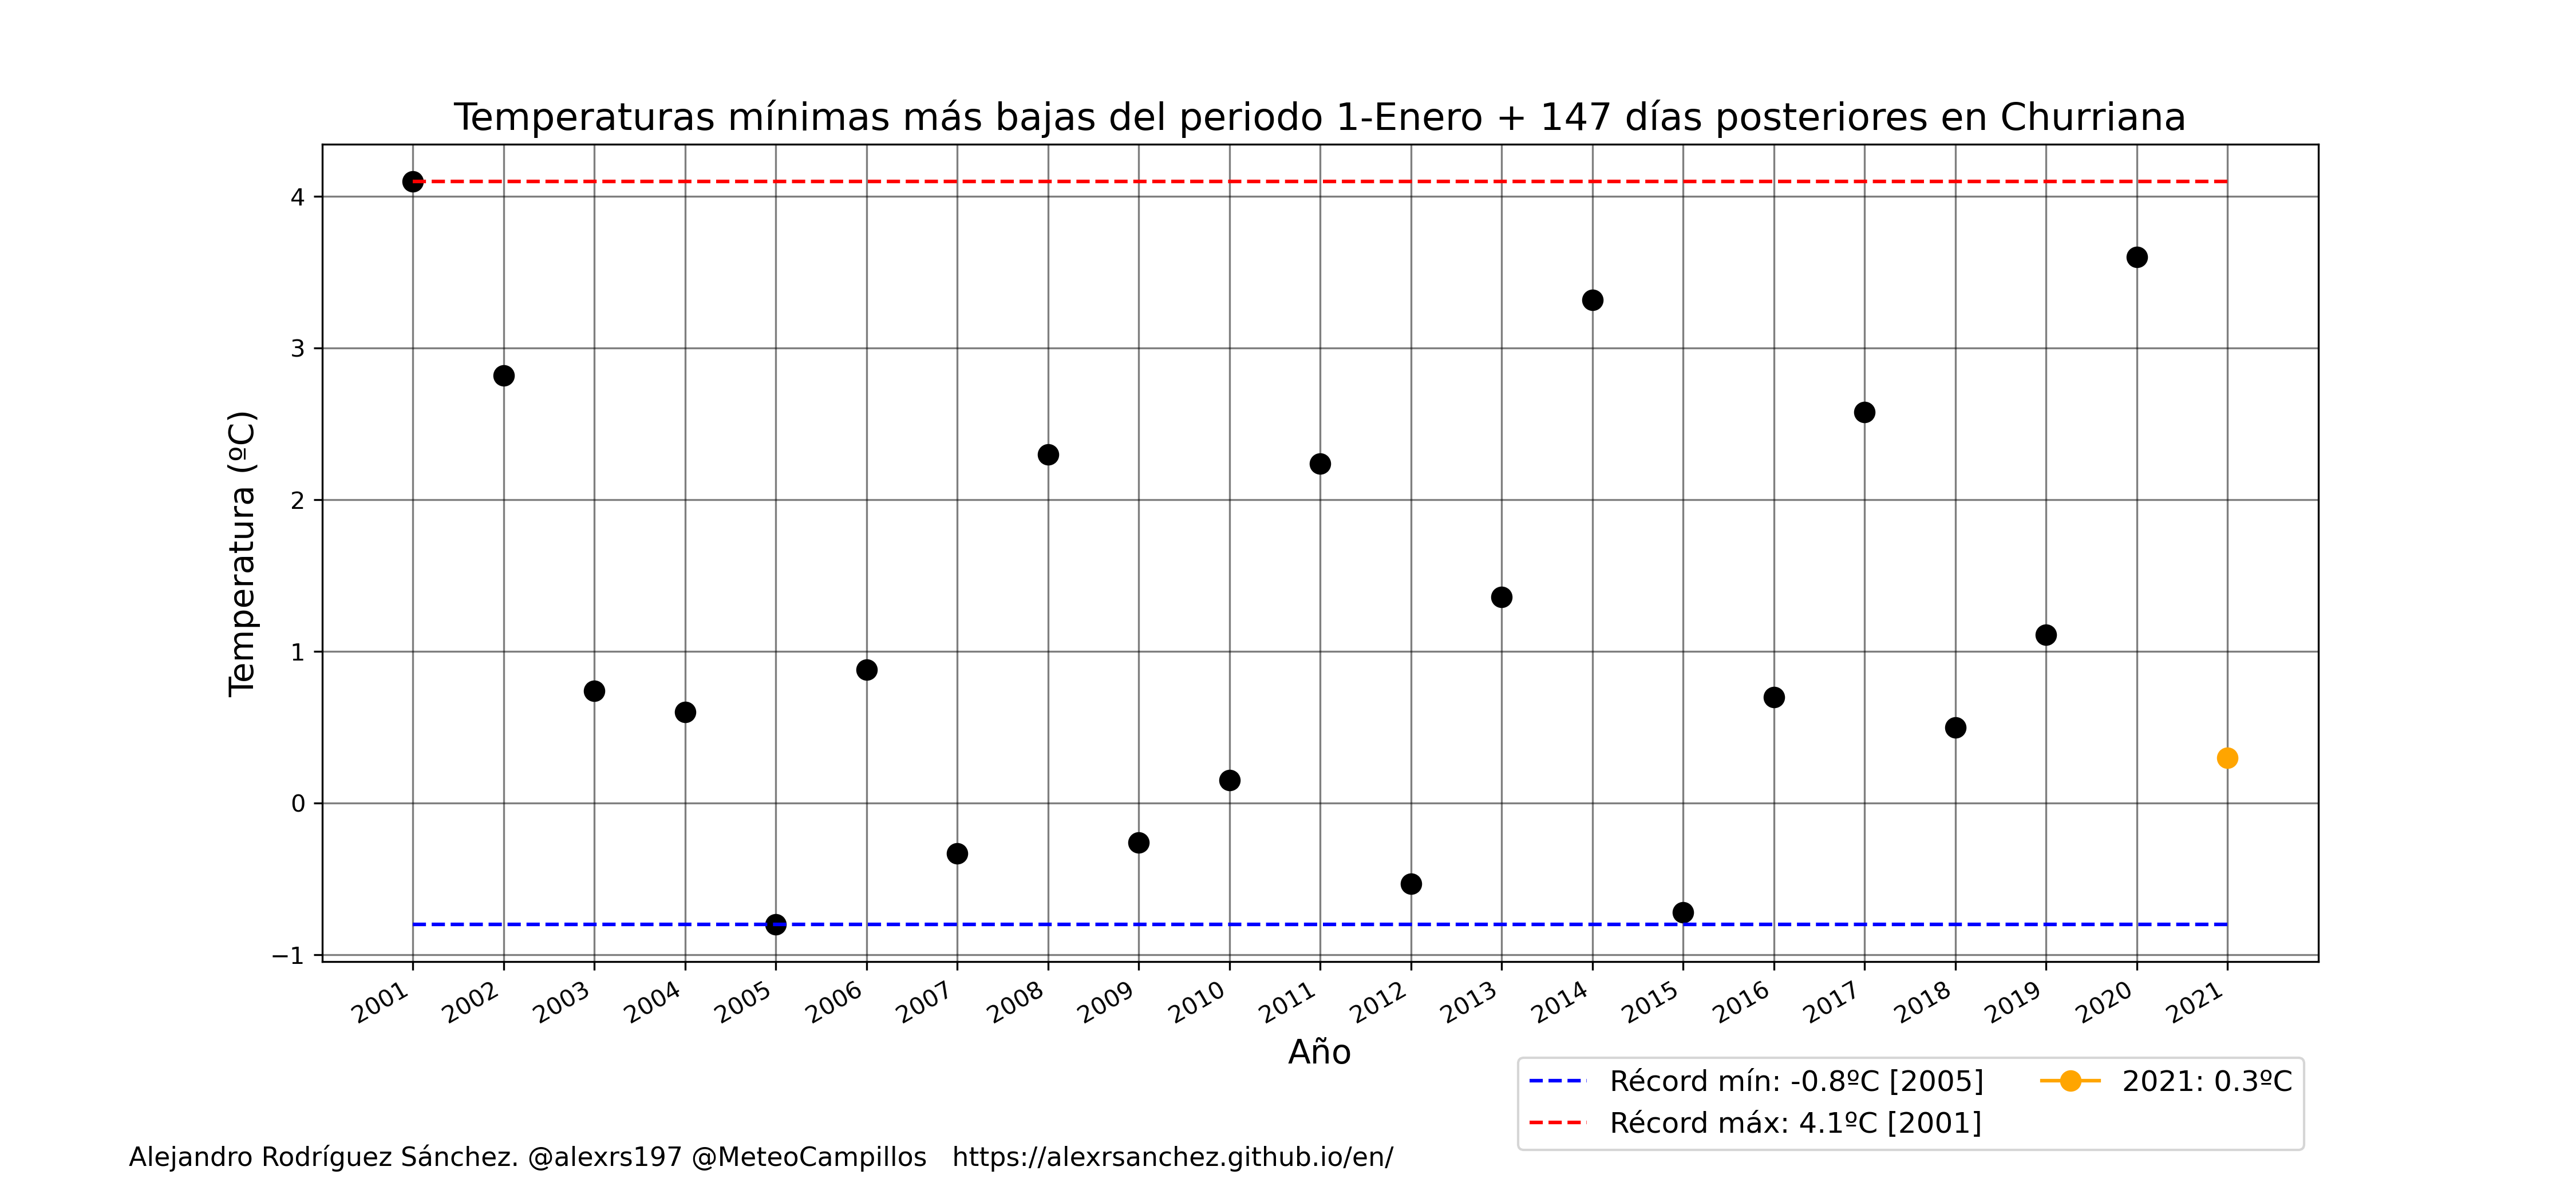 Temperaturas mínimas más bajas del periodo 1-Enero + 147 días posteriores en Churriana
Temperatura (ºC)
4
3
2
1
0
−1
2001 2002 2003 2004 2005 2006 2007 2008 2009 2010 2011 2012 2013 2014 2015 2016 2017 2018 2019 2020 2021
Año
Récord mín: -0.8ºC [2005]
Récord máx: 4.1ºC [2001]
2021: 0.3ºC
Alejandro Rodríguez Sánchez. @alexrs197 @MeteoCampillos   https://alexrsanchez.github.io/en/